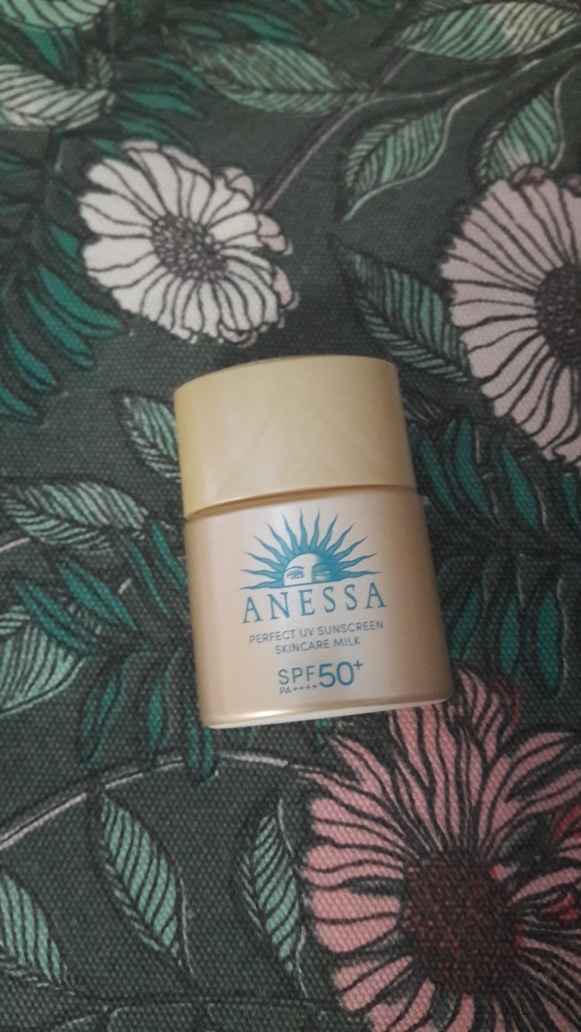 ANESSA
PERFECT UV SUNSCREEN
SKINCARE MILK
SPF50+
PA++++